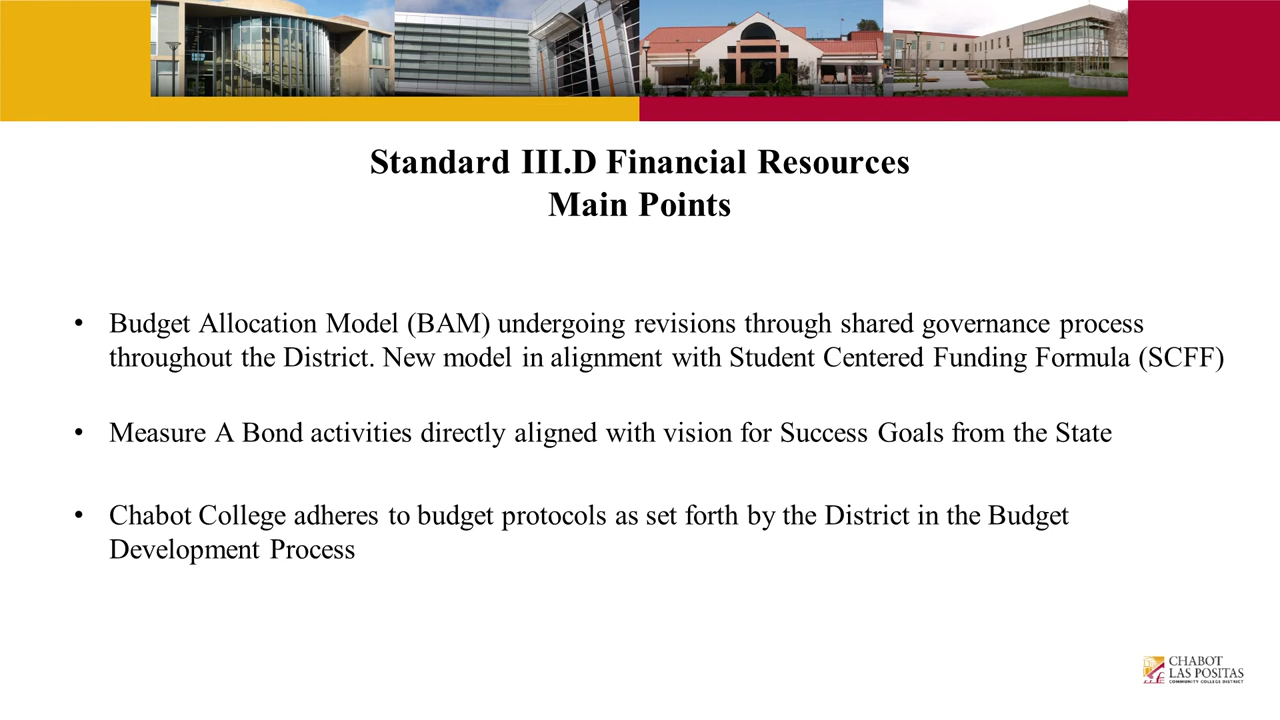 Standard III.D Financial Resources
Main Points
• Budget Allocation Model (BAM) undergoing revisions through shared governance process
throughout the District. New model in alignment with Student Centered Funding Formula (SCFF)
• Measure A Bond activities directly aligned with vision for Success Goals from the State
• Chabot College adheres to budget protocols as set forth by the District in the Budget
Development Process
CHABOT
LAS POSITAS
COMMUNITY COLLEGE DISTRICT